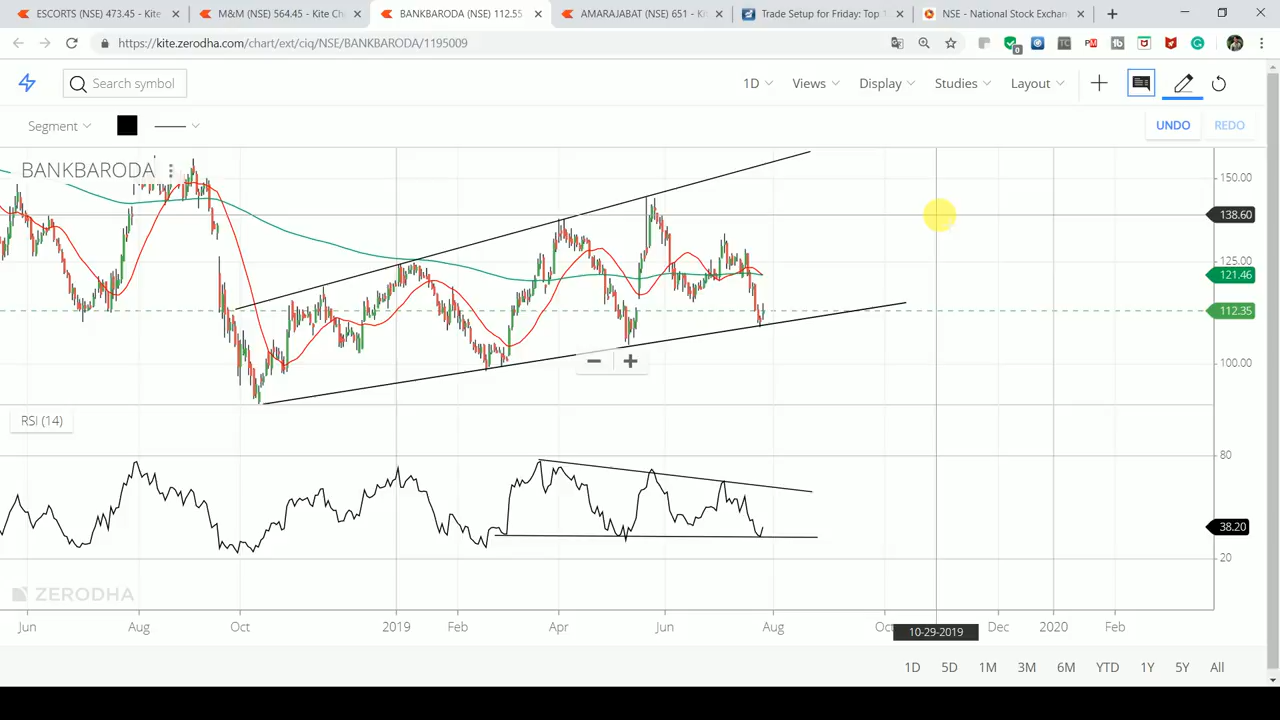 ESCORTS (NSE) 473.45 - Kite
M&M (NSE) 564.45 - Kite Ch
BANKBARODA (NSE) 112.55
AMARAJABAT (NSE) 651 - K
Trade Setup for Friday: Top 1
NSE - National Stock Exchan
https://kite.zerodha.com/chart/ext/ciq/NSE/BANKBARODA/1195009
Search symbol
1D Views Display Studies Layout
Segment
UNDO REDO
BANKBARODA
150.00
138.60
125.00
121.46
112.35
100.00
RSI (14)
80
38.20
20
ZERODHA
Jun Aug Oct 2019 Feb Apr Jun Aug Oct Dec 2020 Feb
10-29-2019
1D 5D 1M 3M 6M YTD 1Y 5Y All